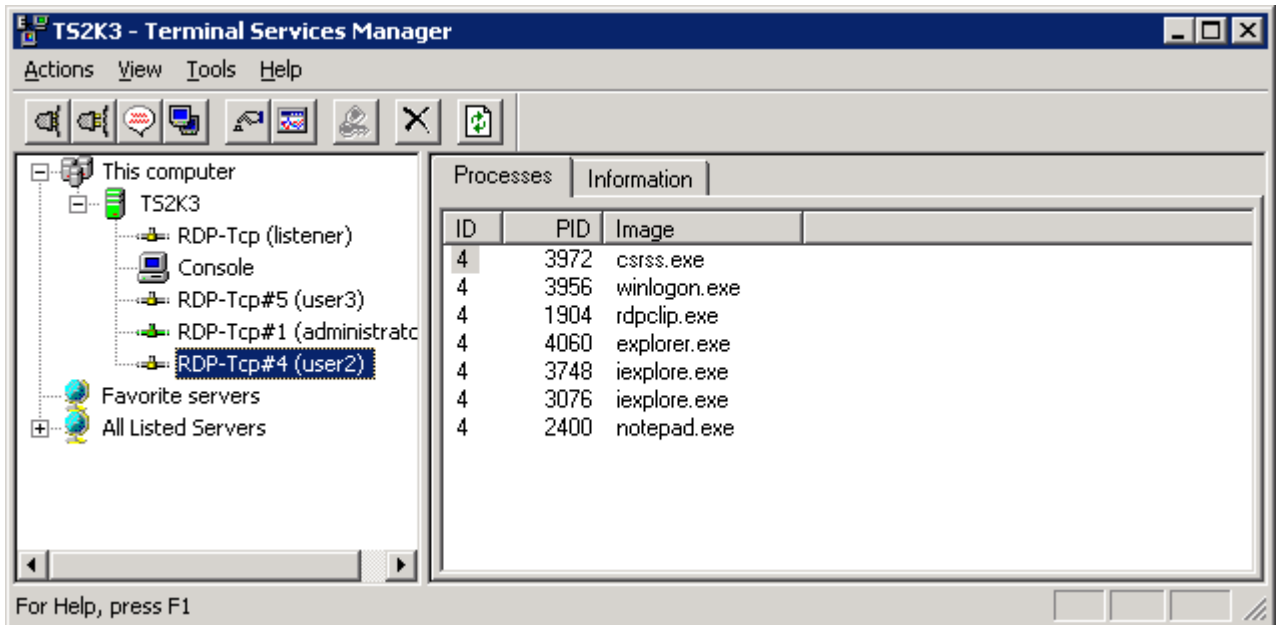 TS2K3 - Terminal Services Manager
Actions View Tools Help
This computer
TS2K3
RDP-Tcp (listener)
Console
RDP-Tcp#5 (user3)
RDP-Tcp#1 (administratc
RDP-Tcp#4 (user2)
Favorite servers
All Listed Servers
Processes Information
ID PID Image
4 3972 csrss.exe
4 3956 winlogon.exe
4 1904 rdpclip.exe
4 4060 explorer.exe
4 3748 iexplore.exe
4 3076 iexplore.exe
4 2400 notepad.exe
For Help, press F1